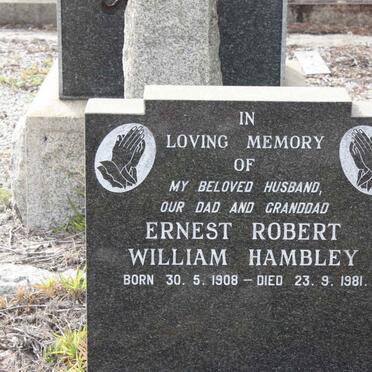 IN
LOVING MEMORY
OF
MY BELOVED HUSBAND,
OUR DAD AND GRANDDAD
ERNEST ROBERT
WILLIAM HAMBLEY
BORN 30. 5. 1908 — DIED 23. 9. 1981.